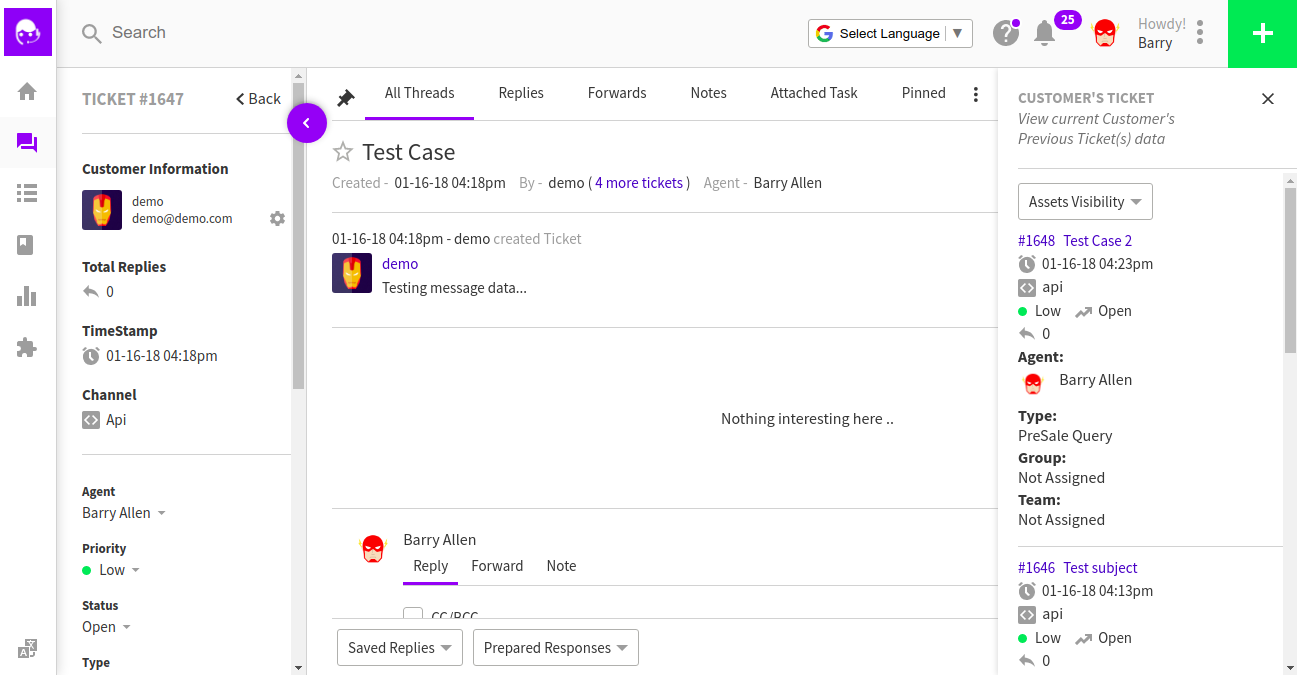 Search
Select Language
25
Howdy!
Barry
TICKET #1647
Back
Customer Information
demo
demo@demo.com
Total Replies
0
TimeStamp
01-16-18 04:18pm
Channel
Api
Agent
Barry Allen
Priority
Low
Status
Open
Type
All Threads
Replies
Forwards
Notes
Attached Task
Pinned
Test Case
Created - 01-16-18 04:18pm By - demo ( 4 more tickets ) Agent - Barry Allen
01-16-18 04:18pm - demo created Ticket
demo
Testing message data...
Nothing interesting here ..
Barry Allen
Reply
Forward
Note
CC/BCC
Saved Replies
Prepared Responses
CUSTOMER'S TICKET
View current Customer's
Previous Ticket(s) data
Assets Visibility
#1648 Test Case 2
01-16-18 04:23pm
api
Low Open
0
Agent:
Barry Allen
Type:
PreSale Query
Group:
Not Assigned
Team:
Not Assigned
#1646 Test subject
01-16-18 04:13pm
api
Low Open
0